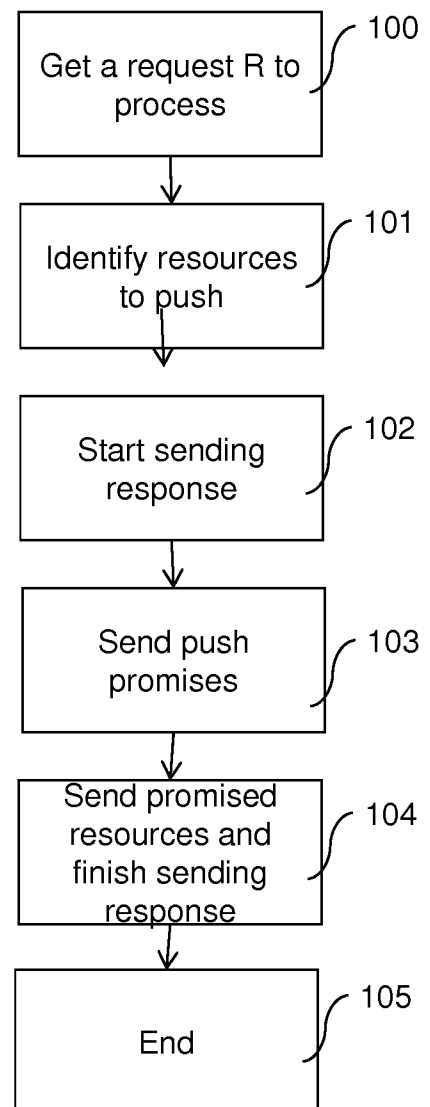 100
Get a request R to
process
101
Identify resources
to push
102
Start sending
response
103
Send push
promises
104
Send promised
resources and
finish sending
response
105
End